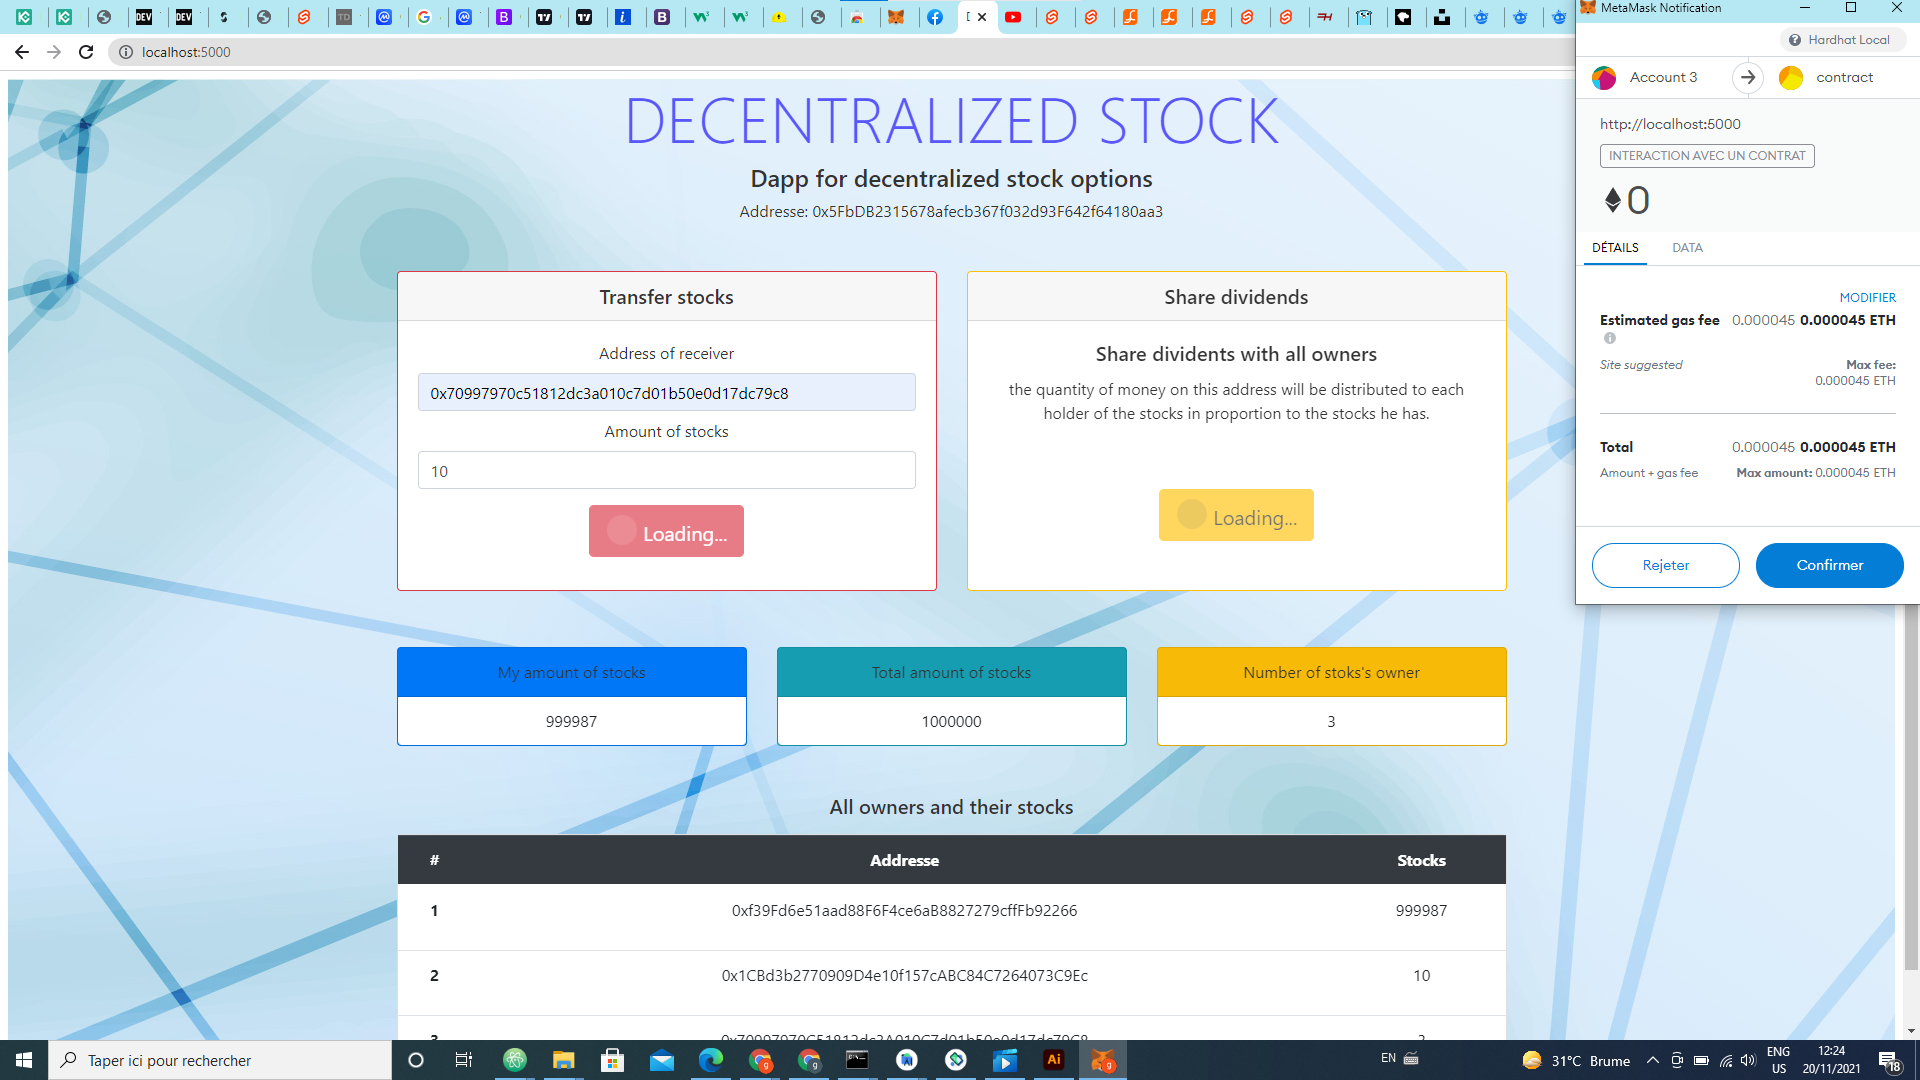 localhost:5000
MetaMask Notification
Hardhat Local
Account 3
contract
http://localhost:5000
INTERACTION AVEC UN CONTRAT
0
DÉTAILS
DATA
MODIFIER
Estimated gas fee 0.000045 0.000045 ETH
Site suggested
Max fee:
0.000045 ETH
Total 0.000045 0.000045 ETH
Amount + gas fee Max amount: 0.000045 ETH
Rejeter
Confirmer
DECENTRALIZED STOCK
Dapp for decentralized stock options
Addresse: 0x5FbDB2315678afecb367f032d93F642f64180aa3
Transfer stocks
Address of receiver
0x70997970c51812dc3a010c7d01b50e0d17dc79c8
Amount of stocks
10
Loading...
Share dividends
Share dividents with all owners
the quantity of money on this address will be distributed to each
holder of the stocks in proportion to the stocks he has.
Loading...
My amount of stocks
999987
Total amount of stocks
1000000
Number of stoks's owner
3
All owners and their stocks
# Addresse Stocks
1 0xf39Fd6e51aad88F6F4ce6aB8827279cffFb92266 999987
2 0x1CBd3b2770909D4e10f157cABC84C7264073C9Ec 10
Taper ici pour rechercher
EN
31°C Brume
ENG
US
12:24
20/11/2021
18